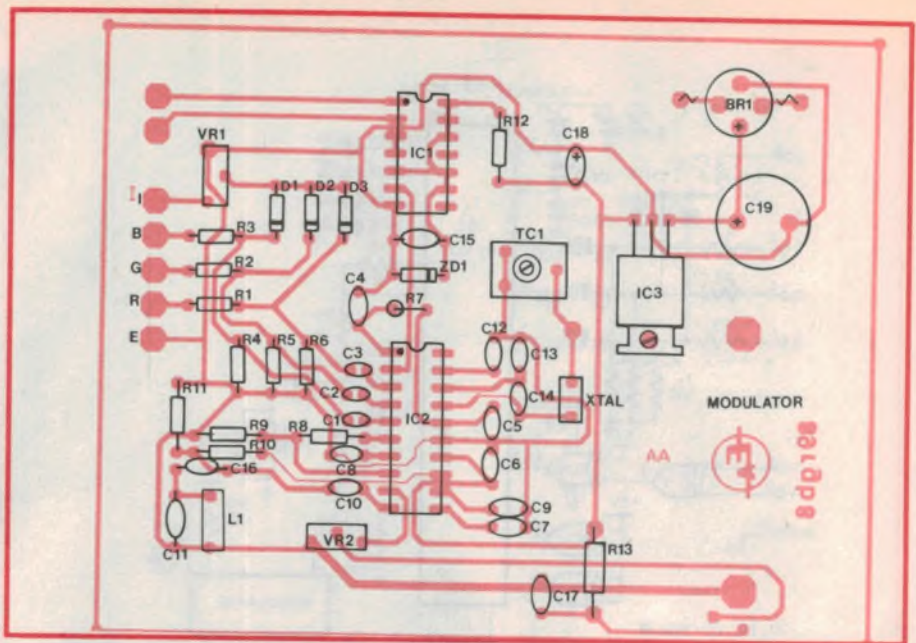 VR1
IC1
R12
C18
BR1
I I
D1 D2 D3
B
R3
C15
C19
G
R2
TC1
ZD1
C4
R7
IC3
R
R1
E
C12
C13
R4 R5 R6
C3
C2
C14
XTAL
MODULATOR
R11
C1
IC2
C5
R9
R8
R10
C8
C6
AA
C16
C10
C9
C7
L1
C11
VR2
R13
C17